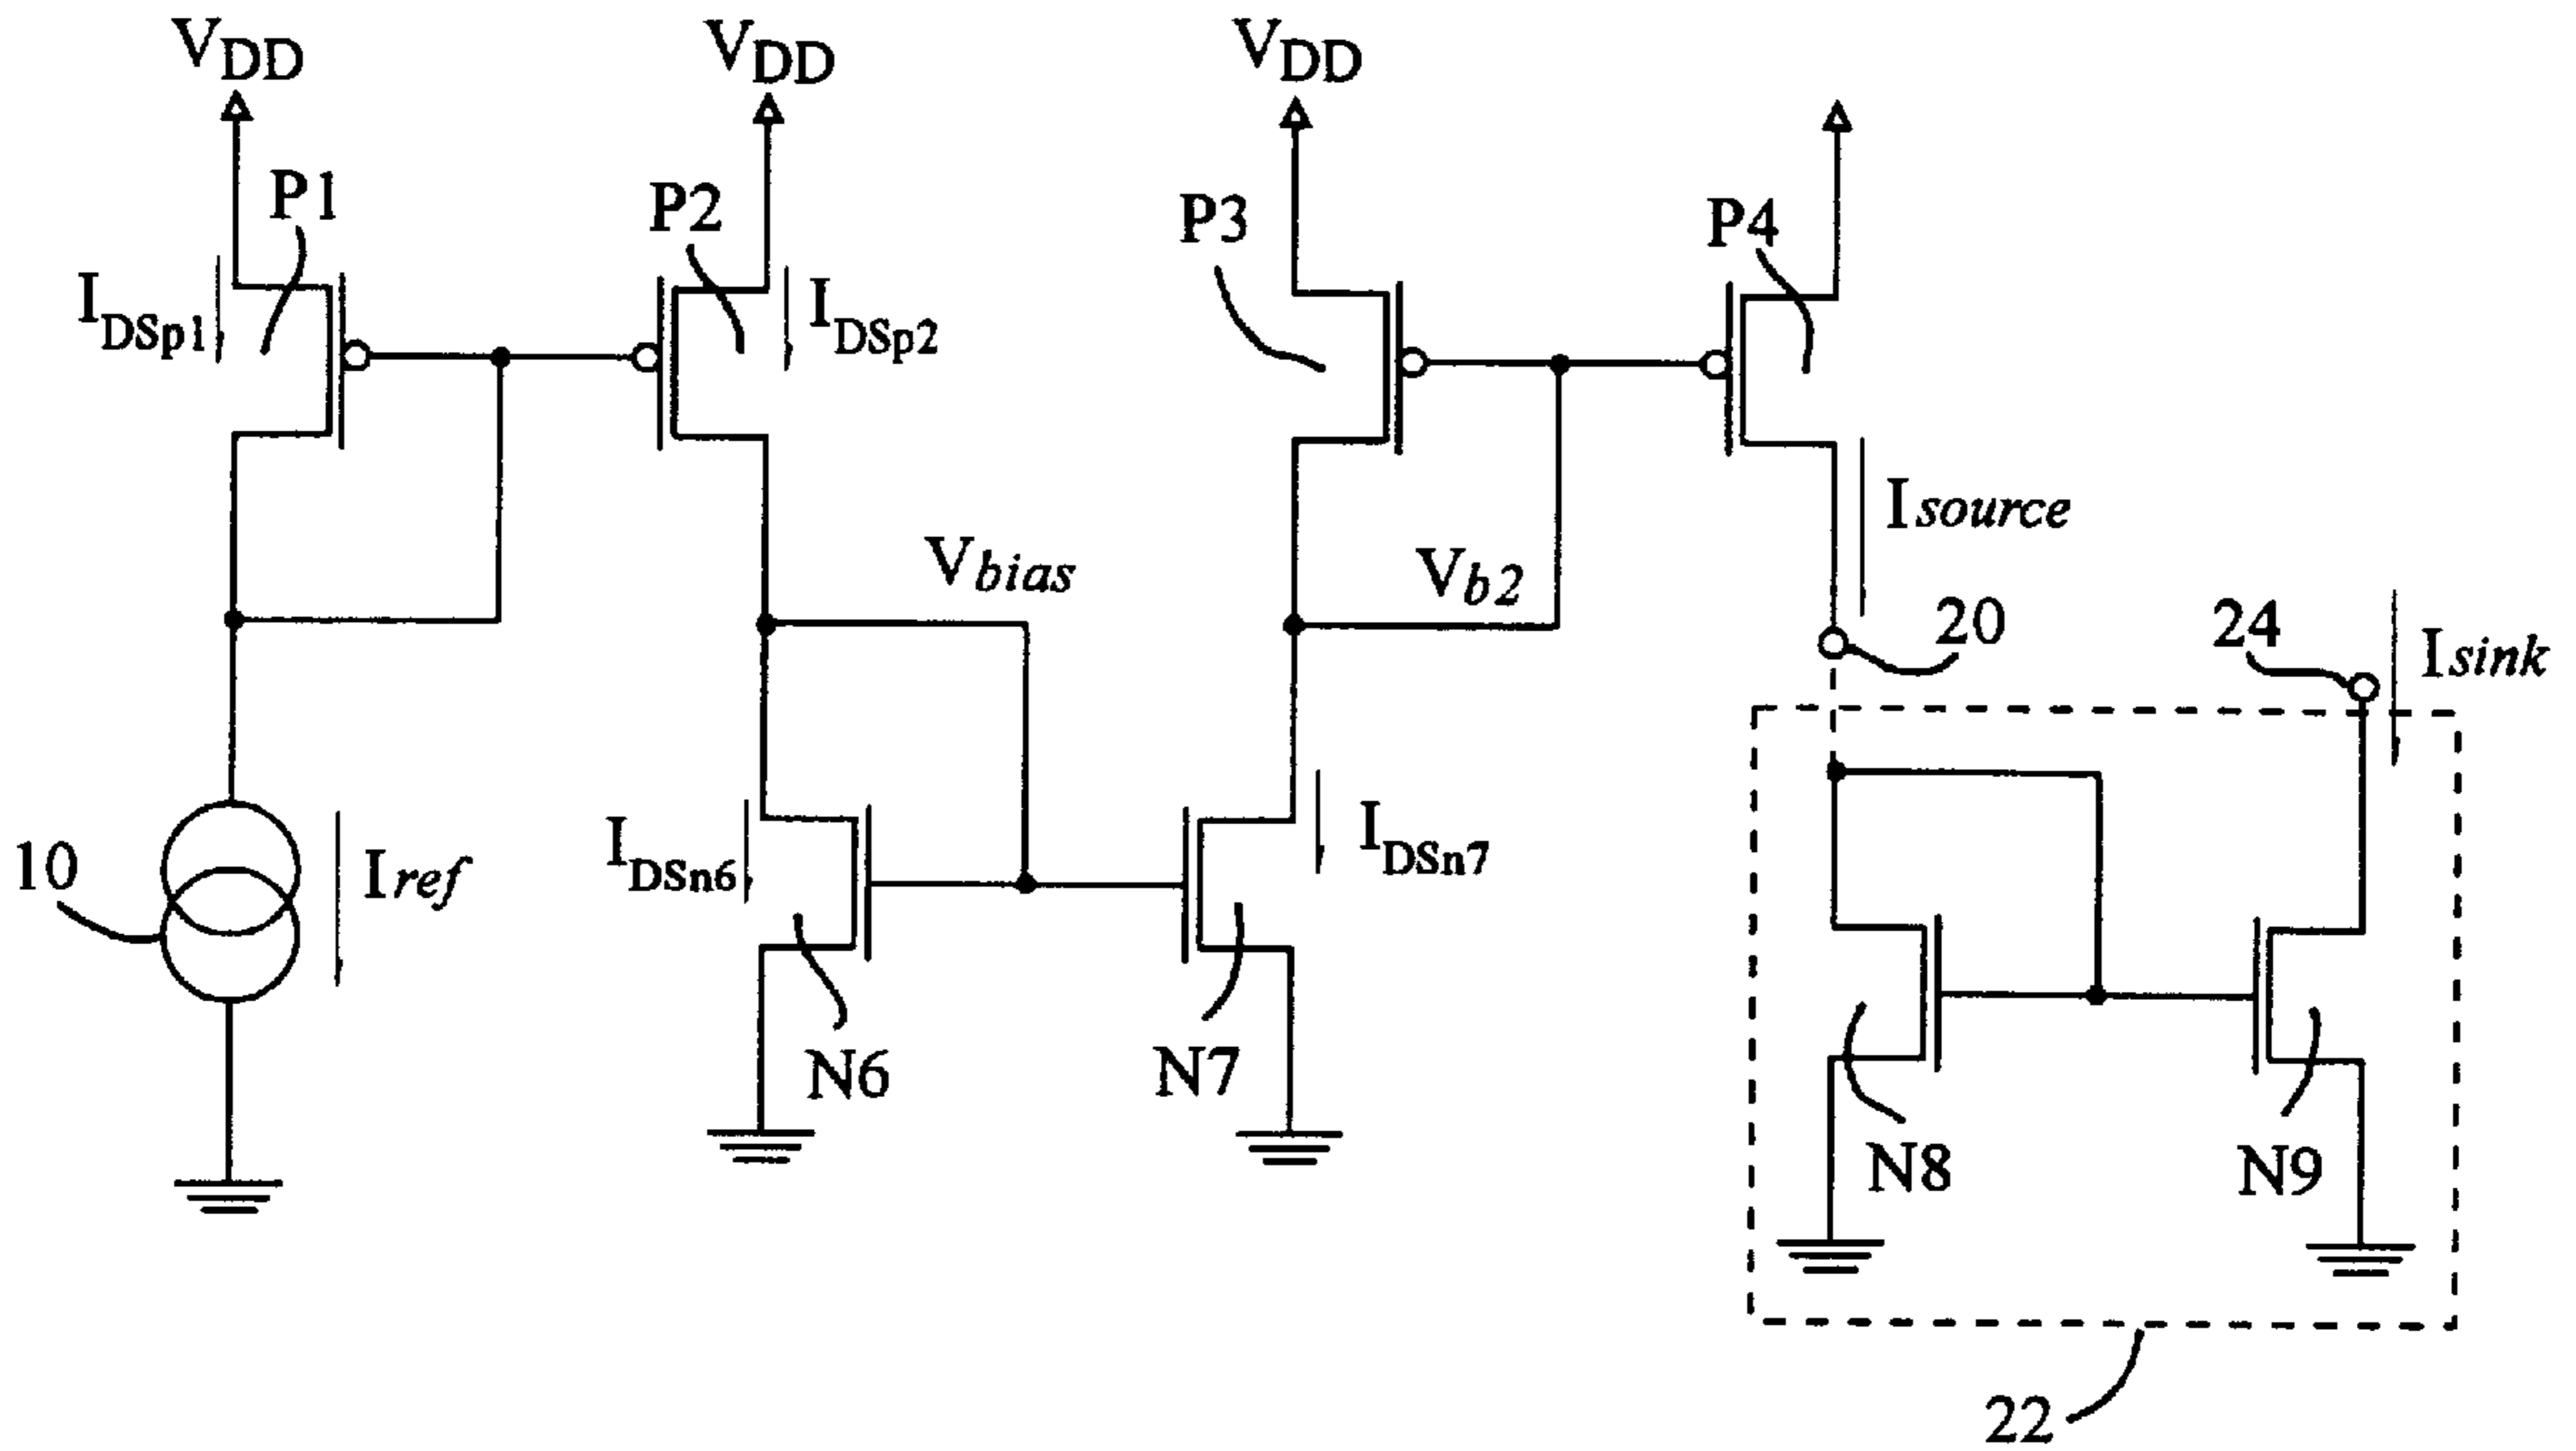 VDD VDD VDD
P1 P2 P3 P4
IDSp1 IDSp2
Isource
Vbias Vb2
20 24 Isink
10 Iref IDSn6 IDSn7
N6 N7
N8 N9
22